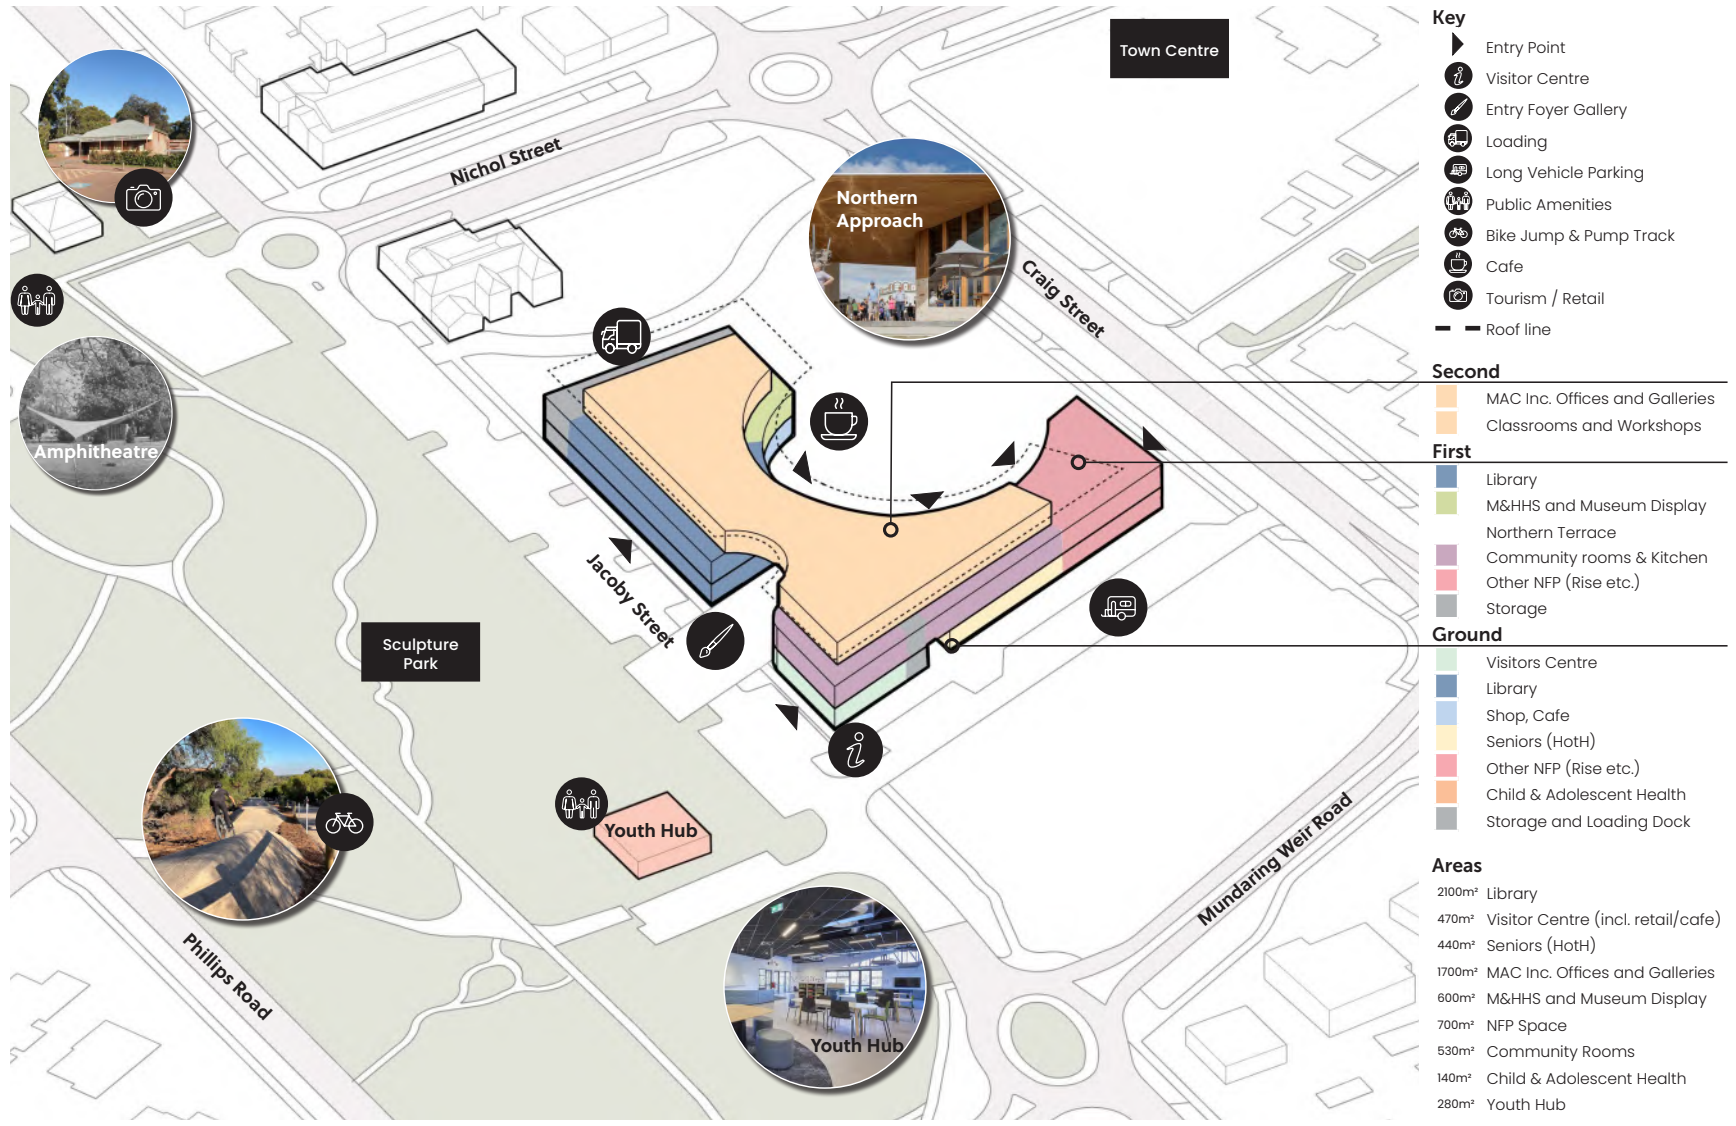 Town Centre
Nichol Street
Northern
Approach
Craig Street
Amphitheatre
Jacoby Street
Sculpture
Park
Youth Hub
Mundaring Weir Road
Phillips Road
Youth Hub
Key
Entry Point
Visitor Centre
Entry Foyer Gallery
Loading
Long Vehicle Parking
Public Amenities
Bike Jump & Pump Track
Cafe
Tourism / Retail
Roof line
Second
MAC Inc. Offices and Galleries
Classrooms and Workshops
First
Library
M&HHS and Museum Display
Northern Terrace
Community rooms & Kitchen
Other NFP (Rise etc.)
Storage
Ground
Visitors Centre
Library
Shop, Cafe
Seniors (HotH)
Other NFP (Rise etc.)
Child & Adolescent Health
Storage and Loading Dock
Areas
2100m² Library
470m² Visitor Centre (incl. retail/cafe)
440m² Seniors (HotH)
1700m² MAC Inc. Offices and Galleries
600m² M&HHS and Museum Display
700m² NFP Space
530m² Community Rooms
140m² Child & Adolescent Health
280m² Youth Hub